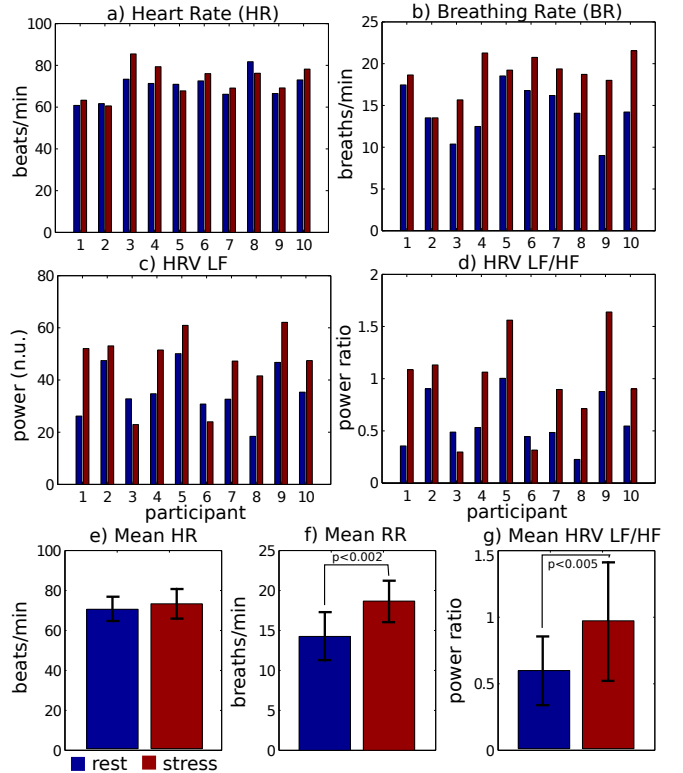 a) Heart Rate (HR)
100
80
60
40
20
0
beats/min
1 2 3 4 5 6 7 8 9 10
b) Breathing Rate (BR)
25
20
15
10
5
0
breaths/min
1 2 3 4 5 6 7 8 9 10
c) HRV LF
80
60
40
20
0
power (n.u.)
1 2 3 4 5 6 7 8 9 10
participant
d) HRV LF/HF
2
1.5
1
0.5
0
power ratio
1 2 3 4 5 6 7 8 9 10
participant
e) Mean HR
100
80
60
40
20
0
beats/min
f) Mean RR
25
20
15
10
5
0
breaths/min
p<0.002
g) Mean HRV LF/HF
1.5
1
0.5
0
power ratio
p<0.005
rest stress